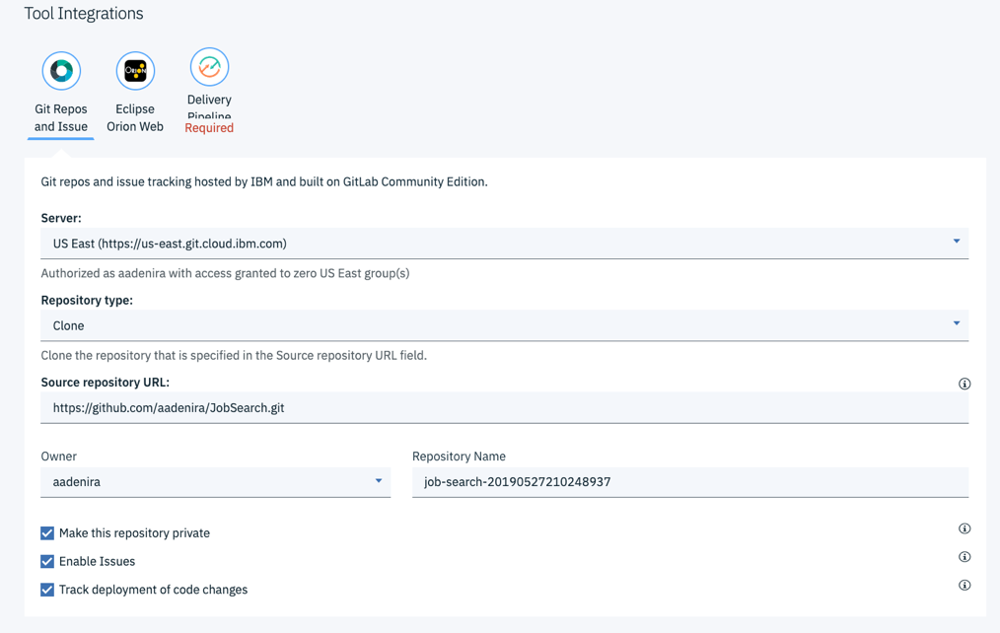 Tool Integrations
ORION
Git Repos
and Issue
Eclipse
Orion Web
Delivery
Pipeline
Required
Git repos and issue tracking hosted by IBM and built on GitLab Community Edition.
Server:
US East (https://us-east.git.cloud.ibm.com)
Authorized as aadenira with access granted to zero US East group(s)
Repository type:
Clone
Clone the repository that is specified in the Source repository URL field.
Source repository URL:
https://github.com/aadenira/JobSearch.git
Owner
aadenira
Repository Name
job-search-20190527210248937
Make this repository private
Enable Issues
Track deployment of code changes